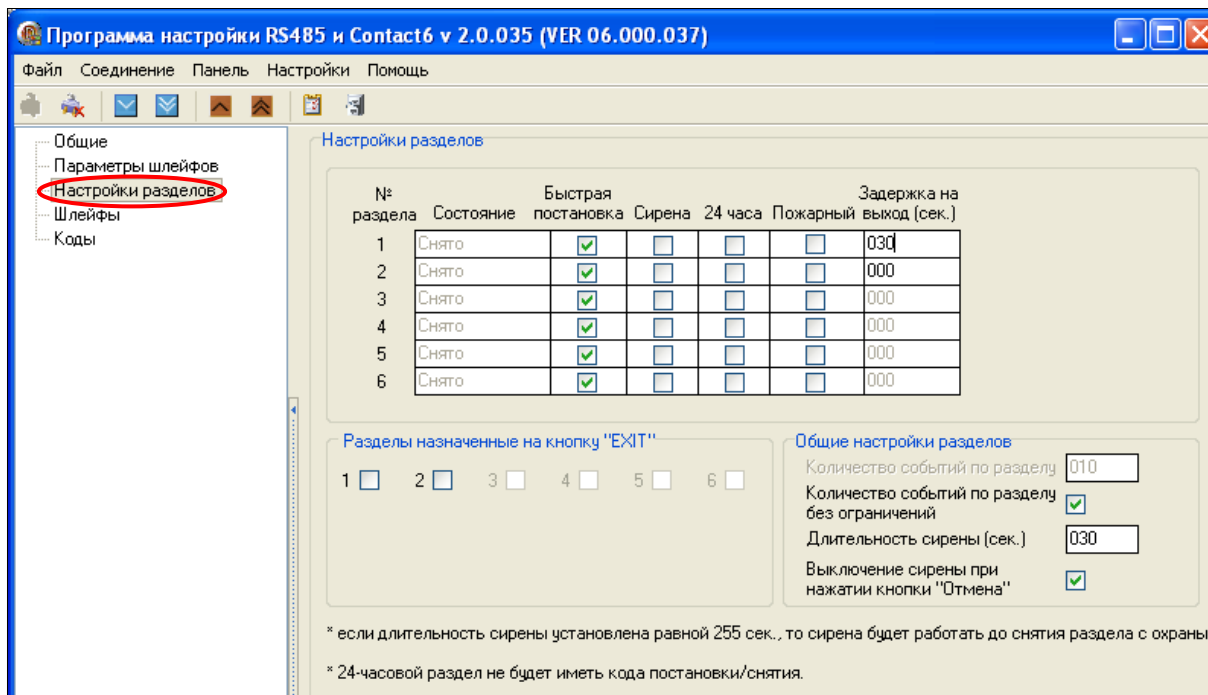 Программа настройки RS485 и Contact6 v 2.0.035 (VER 06.000.037)
Файл Соединение Панель Настройки Помощь
Общие
Параметры шлейфов
Настройки разделов
Шлейфы
Коды
Настройки разделов
№ раздела Состояние Быстрая постановка Сирена 24 часа Пожарный Задержка на выход (сек.)
1 Снято 030
2 Снято 000
3 Снято 000
4 Снято 000
5 Снято 000
6 Снято 000
Разделы назначенные на кнопку "EXIT"
1 2 3 4 5 6
Общие настройки разделов
Количество событий по разделу 010
Количество событий по разделу
без ограничений
Длительность сирены (сек.) 030
Выключение сирены при
нажатии кнопки "Отмена"
* если длительность сирены установлена равной 255 сек., то сирена будет работать до снятия раздела с охраны
* 24-часовой раздел не будет иметь кода постановки/снятия.